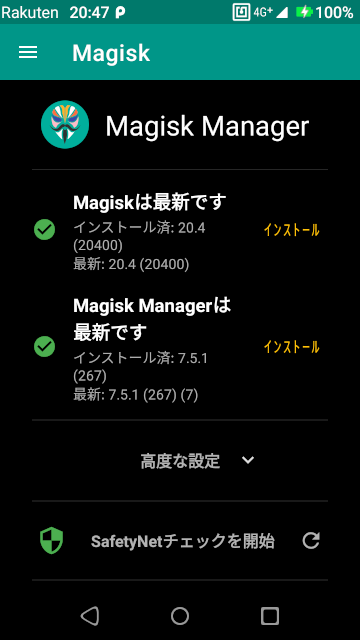 Rakuten 20:47 4G+ 100%
Magisk
Magisk Manager
Magiskは最新です
インストール済: 20.4
(20400)
最新: 20.4 (20400)
インストール
Magisk Managerは
最新です
インストール済: 7.5.1
(267)
最新: 7.5.1 (267) (7)
インストール
高度な設定
SafetyNetチェックを開始